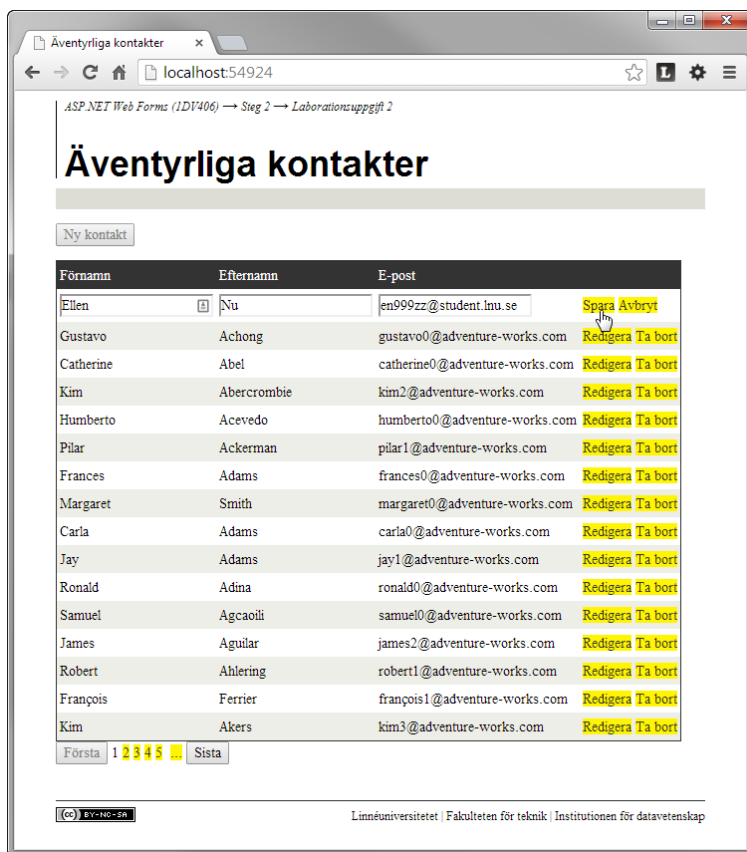 Äventyrliga kontakter
localhost:54924
ASP.NET Web Forms (1DV406) → Steg 2 → Laborationsuppgift 2
Äventyrliga kontakter
Ny kontakt
Förnamn Efternamn E-post
Ellen Nu en999zz@student.lnu.se Spara Avbryt
Gustavo Achong gustavo0@adventure-works.com Redigera Ta bort
Catherine Abel catherine0@adventure-works.com Redigera Ta bort
Kim Abercrombie kim2@adventure-works.com Redigera Ta bort
Humberto Acevedo humberto0@adventure-works.com Redigera Ta bort
Pilar Ackerman pilar1@adventure-works.com Redigera Ta bort
Frances Adams frances0@adventure-works.com Redigera Ta bort
Margaret Smith margaret0@adventure-works.com Redigera Ta bort
Carla Adams carla0@adventure-works.com Redigera Ta bort
Jay Adams jay1@adventure-works.com Redigera Ta bort
Ronald Adina ronald0@adventure-works.com Redigera Ta bort
Samuel Agcaoili samuel0@adventure-works.com Redigera Ta bort
James Aguilar james2@adventure-works.com Redigera Ta bort
Robert Ahlering robert1@adventure-works.com Redigera Ta bort
François Ferrier françois1@adventure-works.com Redigera Ta bort
Kim Akers kim3@adventure-works.com Redigera Ta bort
Första 1 2 3 4 5 ... Sista
(cc) BY-NC-SA Linnéuniversitetet | Fakulteten för teknik | Institutionen för datavetenskap